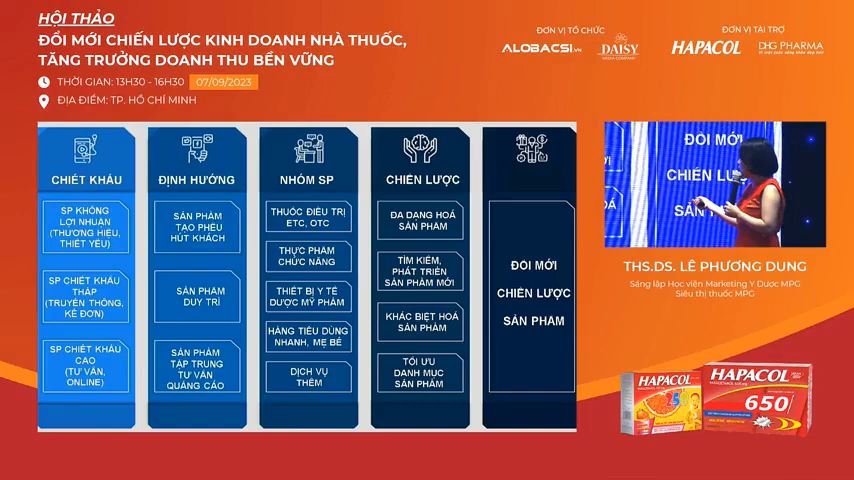 HỘI THẢO
ĐỔI MỚI CHIẾN LƯỢC KINH DOANH NHÀ THUỐC,
TĂNG TRƯỞNG DOANH THU BỀN VỮNG
THỜI GIAN: 13H30 - 16H30 07/09/2023
ĐỊA ĐIỂM: TP. HỒ CHÍ MINH
ĐƠN VỊ TỔ CHỨC
ALOBACSI.VN
DAISY
MEDIA COMPANY
ĐƠN VỊ TÀI TRỢ
HAPACOL
DHG PHARMA
CHIẾT KHẤU
SP KHÔNG
LỢI NHUẬN
(THƯƠNG HIỆU,
THIẾT YẾU)
SP CHIẾT KHẤU
THẤP
(TRUYỀN THÔNG,
KÊ ĐƠN)
SP CHIẾT KHẤU
CAO
(TƯ VẤN,
ONLINE)
ĐỊNH HƯỚNG
SẢN PHẨM
TẠO PHỄU
HÚT KHÁCH
SẢN PHẨM
DUY TRÌ
SẢN PHẨM
TẬP TRUNG
TƯ VẤN
QUẢNG CÁO
NHÓM SP
THUỐC ĐIỀU TRỊ
ETC, OTC
THỰC PHẨM
CHỨC NĂNG
THIẾT BỊ Y TẾ
DƯỢC MỸ PHẨM
HÀNG TIÊU DÙNG
NHANH, MẸ BÉ
DỊCH VỤ
THÊM
CHIẾN LƯỢC
ĐA DẠNG HOÁ
SẢN PHẨM
TÌM KIẾM,
PHÁT TRIỂN
SẢN PHẨM MỚI
KHÁC BIỆT HOÁ
SẢN PHẨM
TỐI ƯU
DANH MỤC
SẢN PHẨM
ĐỔI MỚI
CHIẾN LƯỢC
SẢN PHẨM
ĐỔI MỚI
CHIẾN LƯ
SẢN P
THS.DS. LÊ PHƯƠNG DUNG
Sáng lập Học viện Marketing Y Dược MPG
Siêu thị thuốc MPG
HAPACOL
HAPACOL
650